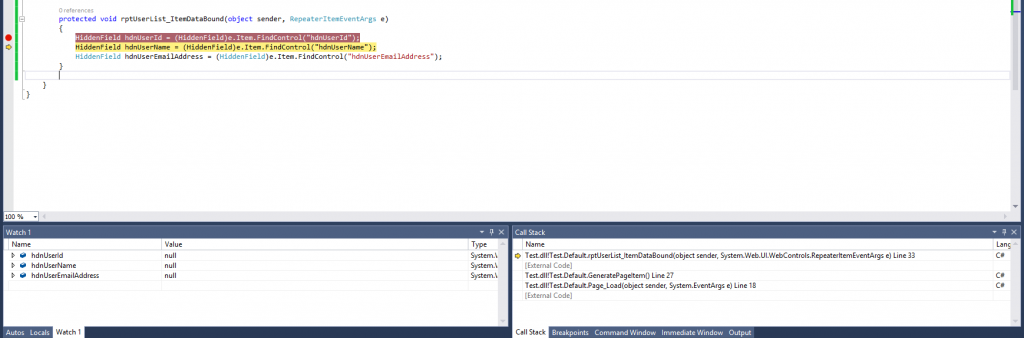 0 references
protected void rptUserList_ItemDataBound(object sender, RepeaterItemEventArgs e)
{
HiddenField hdnUserId = (HiddenField)e.Item.FindControl("hdnUserId");
HiddenField hdnUserName = (HiddenField)e.Item.FindControl("hdnUserName");
HiddenField hdnUserEmailAddress = (HiddenField)e.Item.FindControl("hdnUserEmailAddress");
}
}
}
100 %
Watch 1
Name Value Type
hdnUserId null System.W
hdnUserName null System.W
hdnUserEmailAddress null System.W
Autos Locals Watch 1
Call Stack
Name Lang
Test.dll!Test.Default.rptUserList_ItemDataBound(object sender, System.Web.UI.WebControls.RepeaterItemEventArgs e) Line 33 C#
[External Code]
Test.dll!Test.Default.GeneratePageItem() Line 27 C#
Test.dll!Test.Default.Page_Load(object sender, System.EventArgs e) Line 18 C#
[External Code]
Call Stack Breakpoints Command Window Immediate Window Output